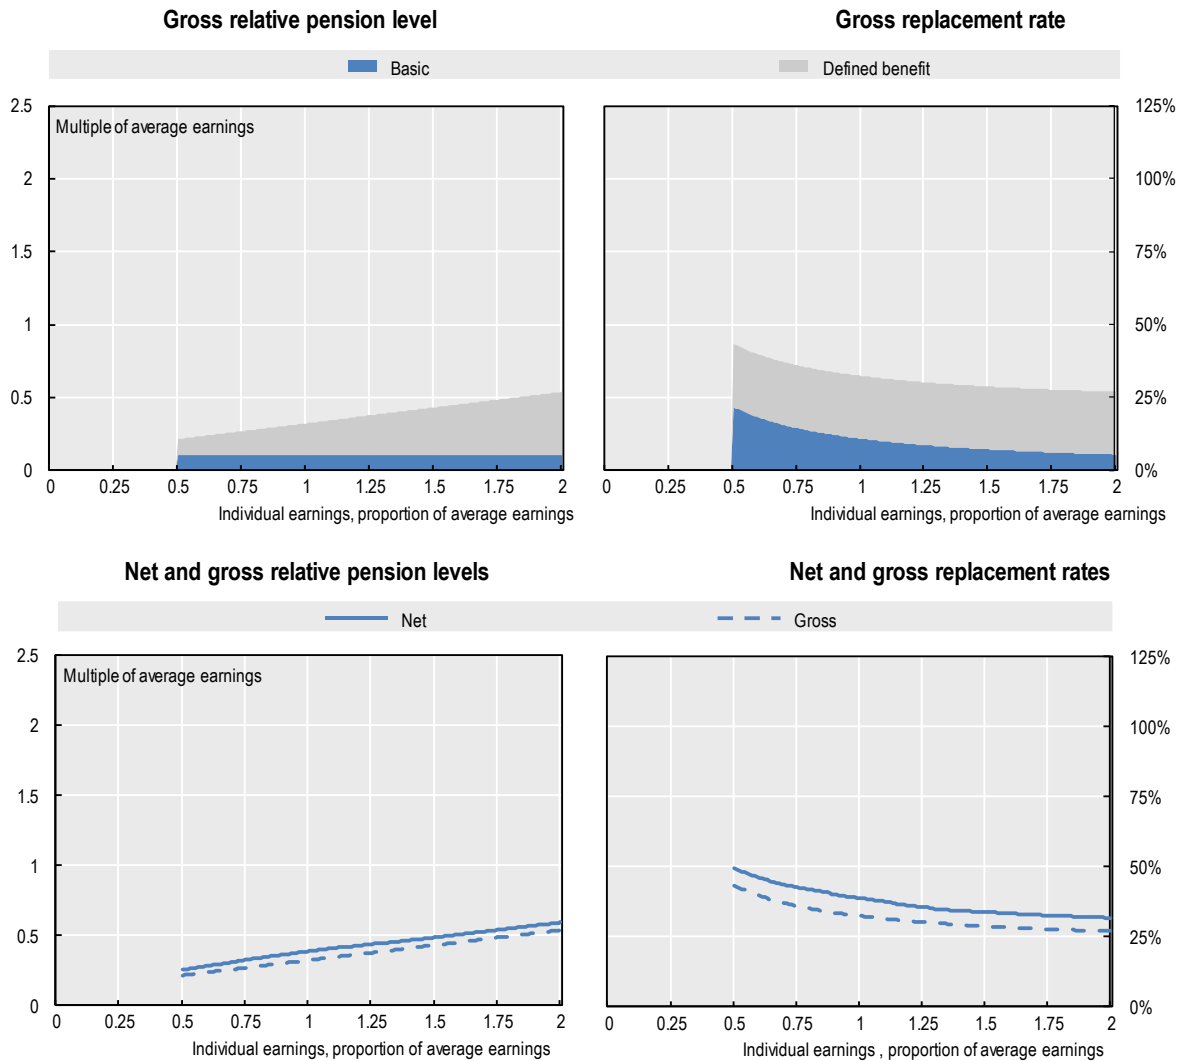 Gross relative pension level
Gross replacement rate
Basic
Defined benefit
2.5
2
1.5
1
0.5
0
Multiple of average earnings
0 0.25 0.5 0.75 1 1.25 1.5 1.75 2
Individual earnings, proportion of average earnings
125%
100%
75%
50%
25%
0%
0 0.25 0.5 0.75 1 1.25 1.5 1.75 2
Individual earnings, proportion of average earnings
Net and gross relative pension levels
Net and gross replacement rates
Net
Gross
2.5
2
1.5
1
0.5
0
Multiple of average earnings
0 0.25 0.5 0.75 1 1.25 1.5 1.75 2
Individual earnings, proportion of average earnings
125%
100%
75%
50%
25%
0%
0 0.25 0.5 0.75 1 1.25 1.5 1.75 2
Individual earnings , proportion of average earnings